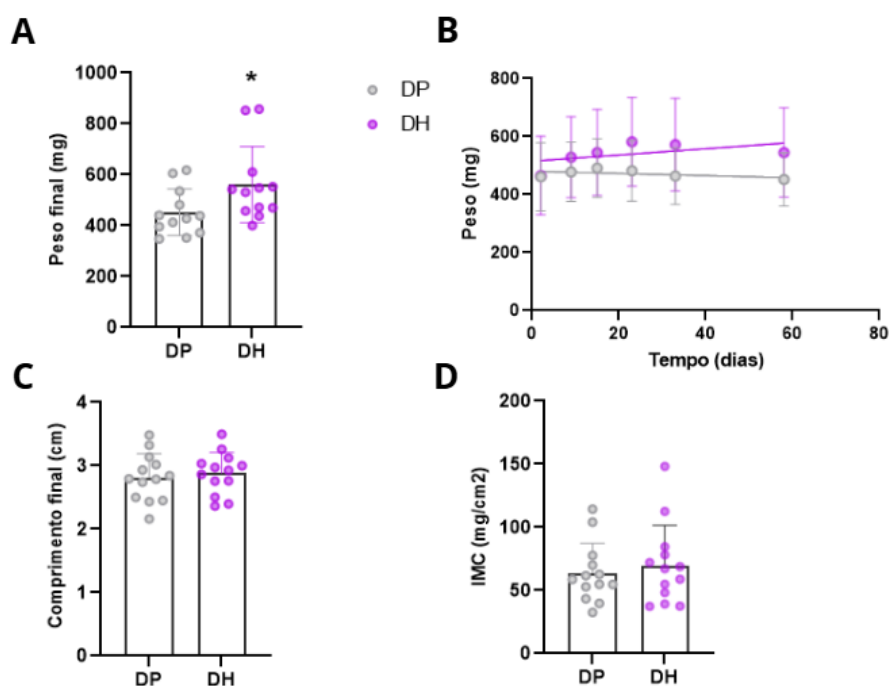 A
Peso final (mg)
1000
800
600
400
200
0
*
DP
DH
DP
DH
B
Peso (mg)
800
600
400
200
0
0
20
40
60
80
Tempo (dias)
C
Comprimento final (cm)
4
3
2
1
0
DP
DH
D
IMC (mg/cm2)
200
150
100
50
0
DP
DH